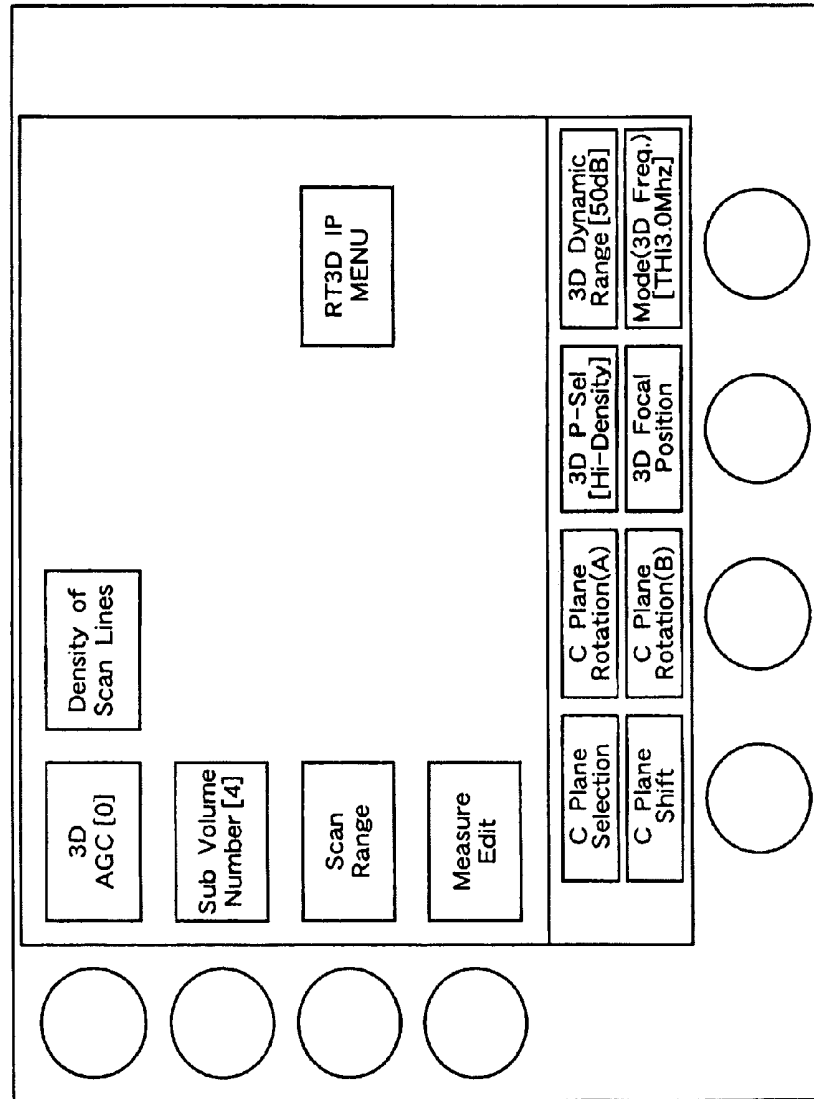 3D
AGC [0]
Density of
Scan Lines
Sub Volume
Number [4]
Scan
Range
RT3D IP
MENU
Measure
Edit
C Plane
Selection
C Plane
Rotation(A)
3D P-Sel
[Hi-Density]
3D Dynamic
Range [50dB]
C Plane
Shift
C Plane
Rotation(B)
3D Focal
Position
Mode(3D Freq.)
[THI3.0Mhz]